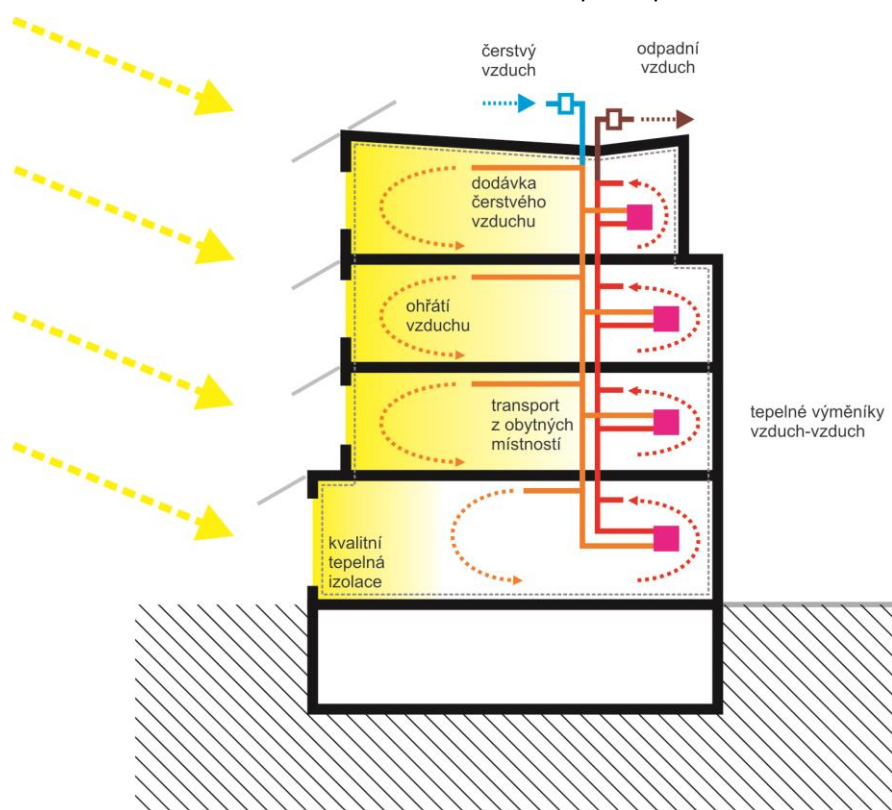 čerstvý
vzduch
odpadní
vzduch
dodávka
čerstvého
vzduchu
ohřátí
vzduchu
transport
z obytných
místností
tepelné výměníky
vzduch-vzduch
kvalitní
tepelná
izolace